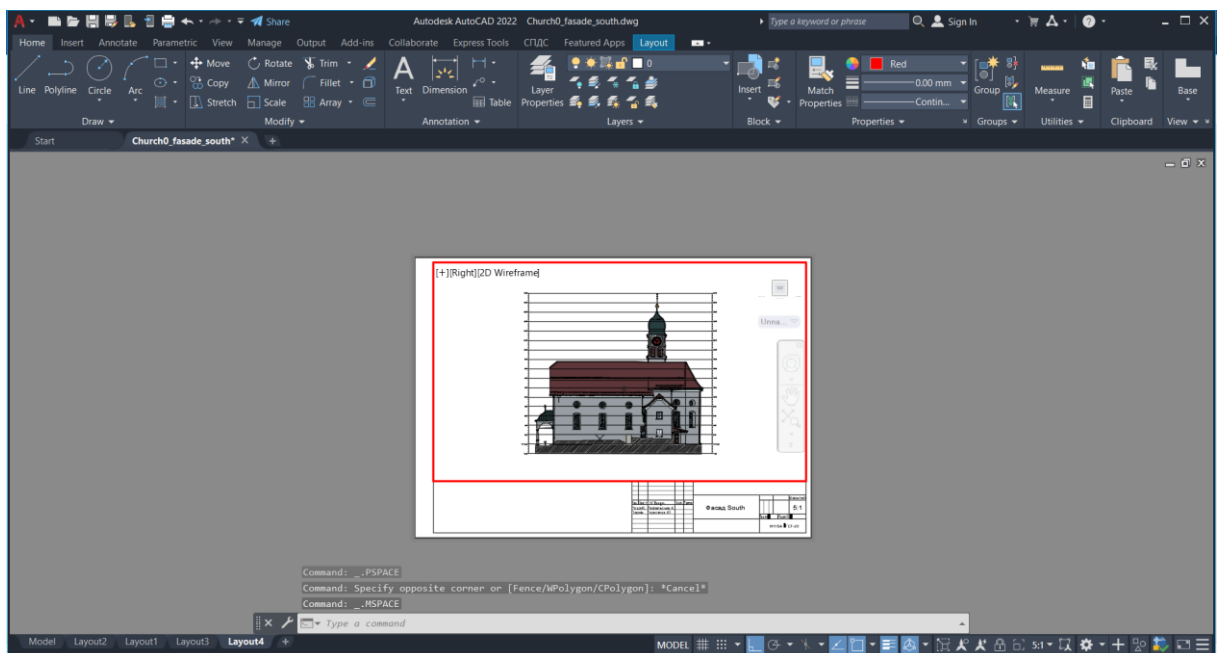 Share Autodesk AutoCAD 2022 Church0_fasade_south.dwg Type a keyword or phrase Sign In
Home Insert Annotate Parametric View Manage Output Add-ins Collaborate Express Tools СПДС Featured Apps Layout
Move Rotate Trim 0 Red
Line Polyline Circle Arc Copy Mirror Fillet Text Dimension Layer Properties Insert Match Properties 0.00 mm Group Measure Paste Base
Stretch Scale Array Table Contin...
Draw Modify Annotation Layers Block Properties Groups Utilities Clipboard View
Start Church0_fasade_south* +
[+][Right][2D Wireframe]
Unna...
Фасад South 5:1
Command: _.PSPACE
Command: Specify opposite corner or [Fence/WPolygon/CPolygon]: *Cancel*
Command: _.MSPACE
Type a command
Model Layout2 Layout1 Layout3 Layout4 + MODEL 5:1